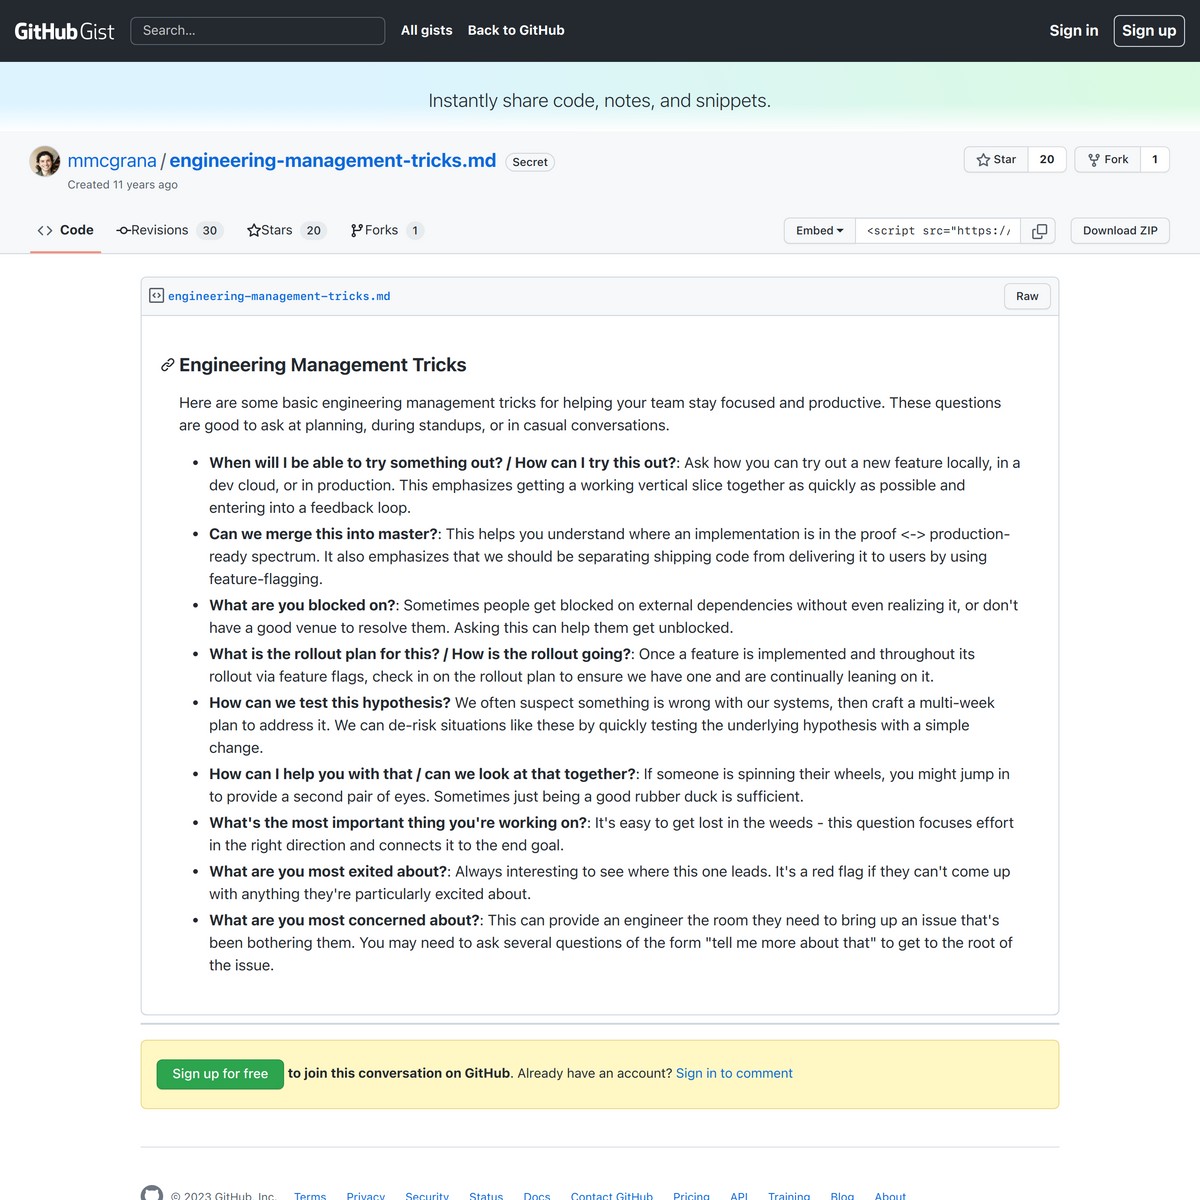 GitHub Gist Search... All gists Back to GitHub Sign in Sign up
Instantly share code, notes, and snippets.
mmcgrana / engineering-management-tricks.md Secret Star 20 Fork 1
Created 11 years ago
Code Revisions 30 Stars 20 Forks 1 Embed <script src="https:// Download ZIP
engineering-management-tricks.md Raw
Engineering Management Tricks
Here are some basic engineering management tricks for helping your team stay focused and productive. These questions
are good to ask at planning, during standups, or in casual conversations.
• When will I be able to try something out? / How can I try this out?: Ask how you can try out a new feature locally, in a
dev cloud, or in production. This emphasizes getting a working vertical slice together as quickly as possible and
entering into a feedback loop.
• Can we merge this into master?: This helps you understand where an implementation is in the proof <-> production-
ready spectrum. It also emphasizes that we should be separating shipping code from delivering it to users by using
feature-flagging.
• What are you blocked on?: Sometimes people get blocked on external dependencies without even realizing it, or don't
have a good venue to resolve them. Asking this can help them get unblocked.
• What is the rollout plan for this? / How is the rollout going?: Once a feature is implemented and throughout its
rollout via feature flags, check in on the rollout plan to ensure we have one and are continually leaning on it.
• How can we test this hypothesis? We often suspect something is wrong with our systems, then craft a multi-week
plan to address it. We can de-risk situations like these by quickly testing the underlying hypothesis with a simple
change.
• How can I help you with that / can we look at that together?: If someone is spinning their wheels, you might jump in
to provide a second pair of eyes. Sometimes just being a good rubber duck is sufficient.
• What's the most important thing you're working on?: It's easy to get lost in the weeds - this question focuses effort
in the right direction and connects it to the end goal.
• What are you most exited about?: Always interesting to see where this one leads. It's a red flag if they can't come up
with anything they're particularly excited about.
• What are you most concerned about?: This can provide an engineer the room they need to bring up an issue that's
been bothering them. You may need to ask several questions of the form "tell me more about that" to get to the root of
the issue.
Sign up for free to join this conversation on GitHub. Already have an account? Sign in to comment
© 2023 GitHub, Inc. Terms Privacy Security Status Docs Contact GitHub Pricing API Training Blog About